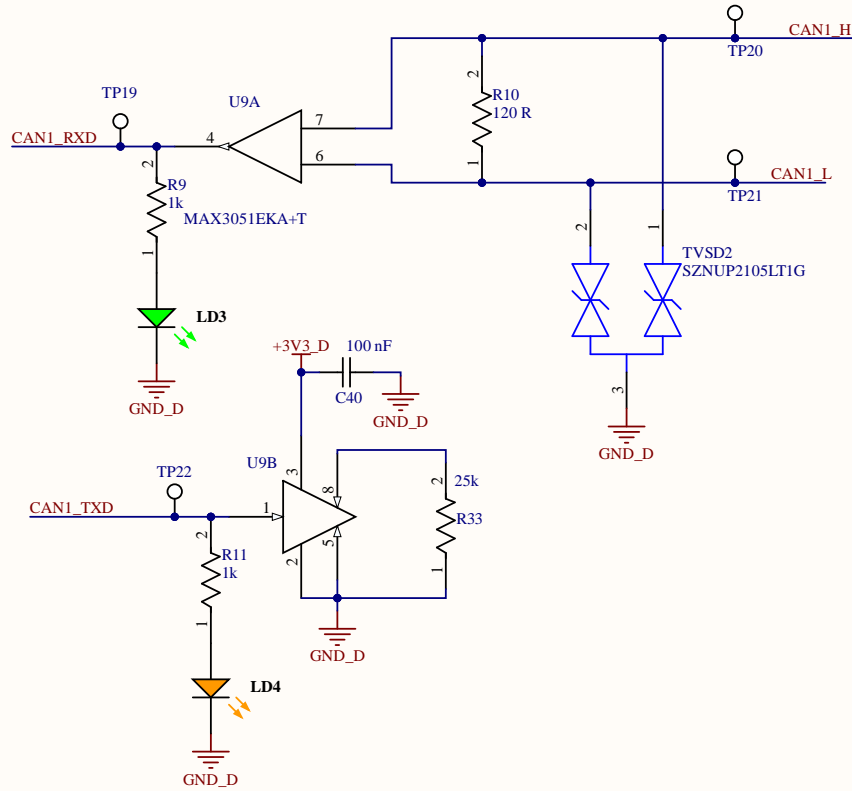 CAN1_H
TP20
TP19
U9A
2
R10
120 R
7
CAN1_RXD
4
6
1
TP21
CAN1_L
2
R9
1k
MAX3051EKA+T
1
2
1
TVSD2
SZNUP2105LT1G
LD3
+3V3_D
100 nF
C40
GND_D
GND_D
3
GND_D
TP22
U9B
3
8
2
25k
CAN1_TXD
1
R33
2
R11
1k
5
2
1
1
GND_D
LD4
GND_D